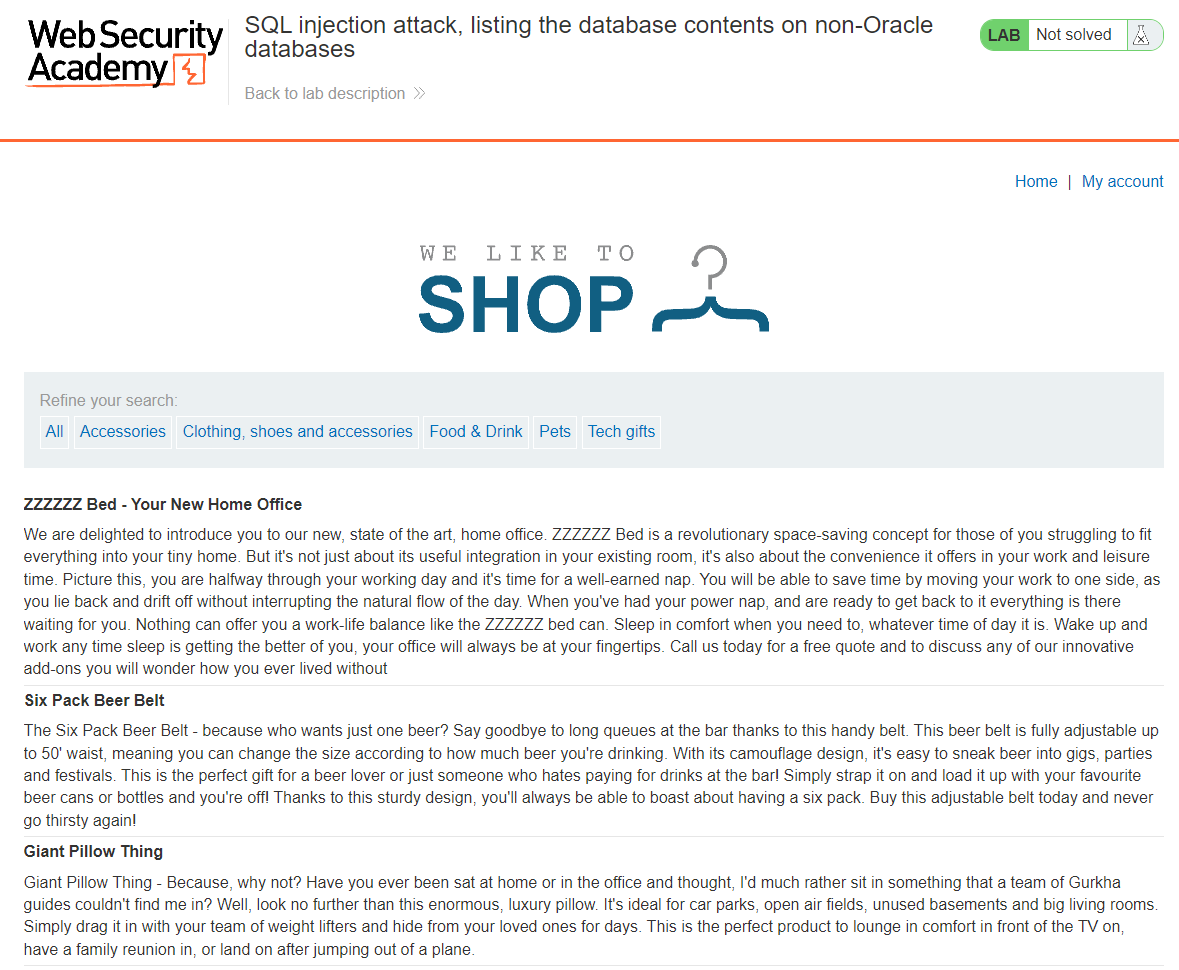 Web Security
Academy
SQL injection attack, listing the database contents on non-Oracle
databases
Back to lab description
LAB Not solved
Home | My account
WE LIKE TO
SHOP
Refine your search:
All Accessories Clothing, shoes and accessories Food & Drink Pets Tech gifts
ZZZZZZ Bed - Your New Home Office
We are delighted to introduce you to our new, state of the art, home office. ZZZZZZ Bed is a revolutionary space-saving concept for those of you struggling to fit
everything into your tiny home. But it's not just about its useful integration in your existing room, it's also about the convenience it offers in your work and leisure
time. Picture this, you are halfway through your working day and it's time for a well-earned nap. You will be able to save time by moving your work to one side, as
you lie back and drift off without interrupting the natural flow of the day. When you've had your power nap, and are ready to get back to it everything is there
waiting for you. Nothing can offer you a work-life balance like the ZZZZZZ bed can. Sleep in comfort when you need to, whatever time of day it is. Wake up and
work any time sleep is getting the better of you, your office will always be at your fingertips. Call us today for a free quote and to discuss any of our innovative
add-ons you will wonder how you ever lived without
Six Pack Beer Belt
The Six Pack Beer Belt - because who wants just one beer? Say goodbye to long queues at the bar thanks to this handy belt. This beer belt is fully adjustable up
to 50' waist, meaning you can change the size according to how much beer you're drinking. With its camouflage design, it's easy to sneak beer into gigs, parties
and festivals. This is the perfect gift for a beer lover or just someone who hates paying for drinks at the bar! Simply strap it on and load it up with your favourite
beer cans or bottles and you're off! Thanks to this sturdy design, you'll always be able to boast about having a six pack. Buy this adjustable belt today and never
go thirsty again!
Giant Pillow Thing
Giant Pillow Thing - Because, why not? Have you ever been sat at home or in the office and thought, I'd much rather sit in something that a team of Gurkha
guides couldn't find me in? Well, look no further than this enormous, luxury pillow. It's ideal for car parks, open air fields, unused basements and big living rooms.
Simply drag it in with your team of weight lifters and hide from your loved ones for days. This is the perfect product to lounge in comfort in front of the TV on,
have a family reunion in, or land on after jumping out of a plane.